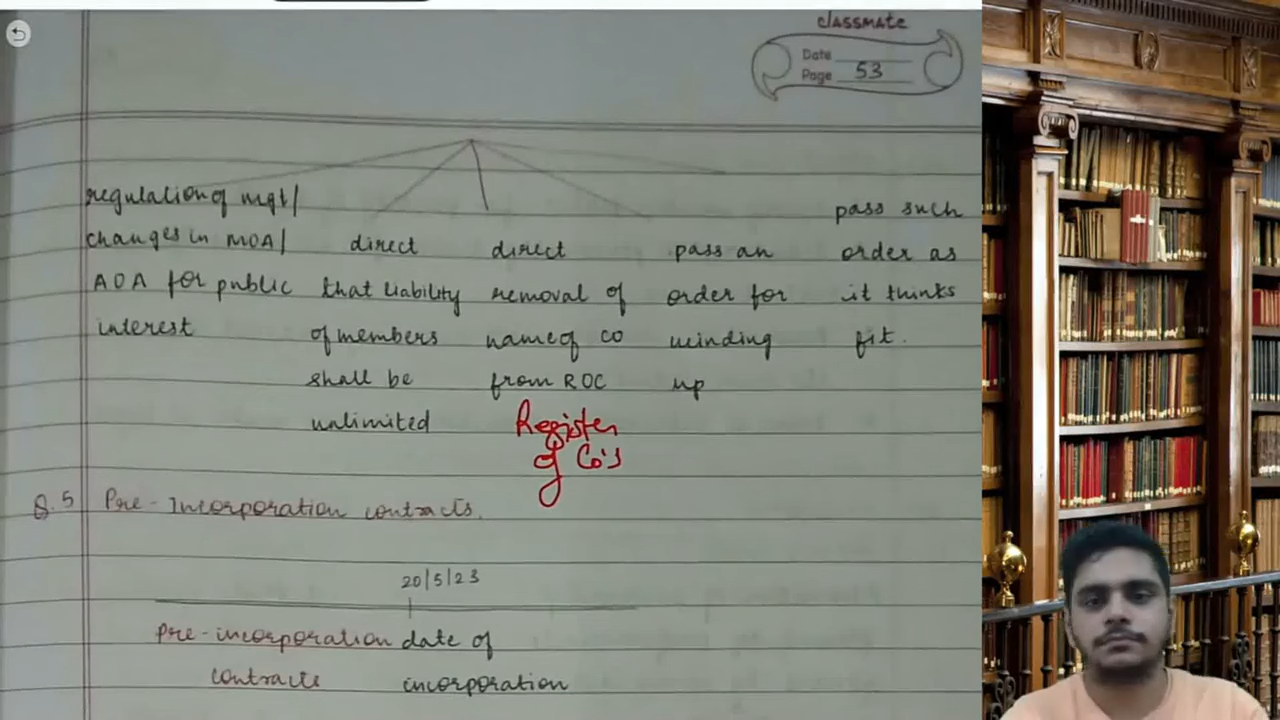 classmate
Date
Page 53
regulation of mgt/
changes in MOA/
AOA for public
interest
direct
that liability
of members
shall be
unlimited
direct
removal of
name of co
from ROC
Register
of Co's
pass an
order for
winding
up
pass such
order as
it thinks
fit.
Q.5 Pre-Incorporation contracts.
20/5/23
Pre-incorporation
contracts
date of
incorporation